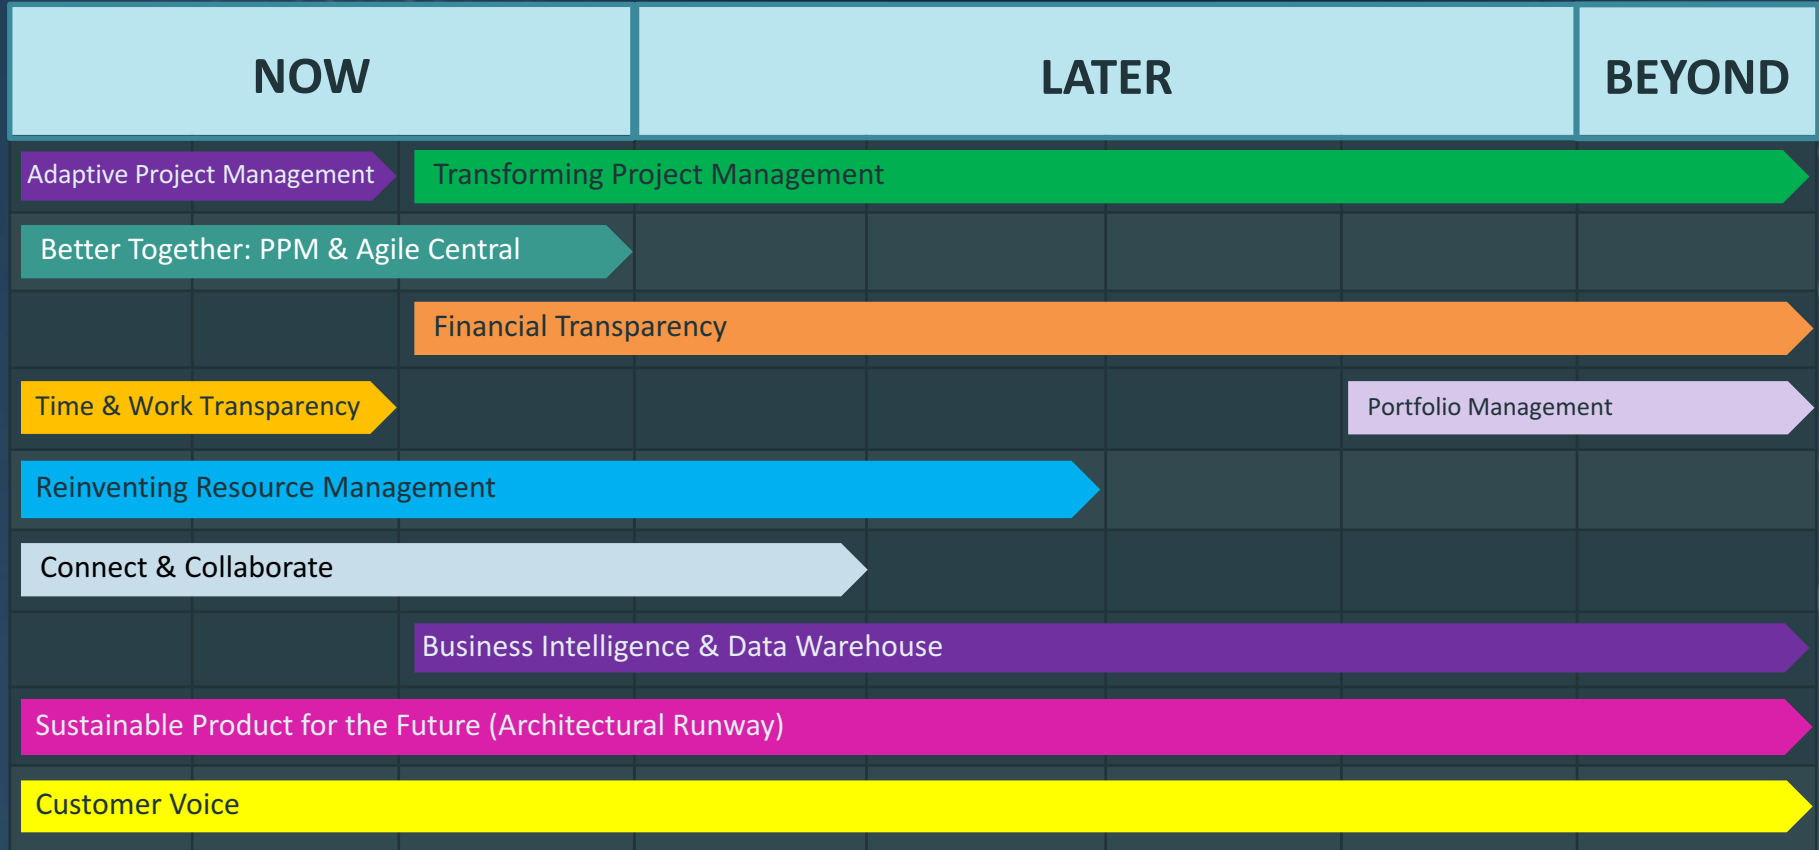 NOW
LATER
BEYOND
Adaptive Project Management
Transforming Project Management
Better Together: PPM & Agile Central
Financial Transparency
Time & Work Transparency
Portfolio Management
Reinventing Resource Management
Connect & Collaborate
Business Intelligence & Data Warehouse
Sustainable Product for the Future (Architectural Runway)
Customer Voice